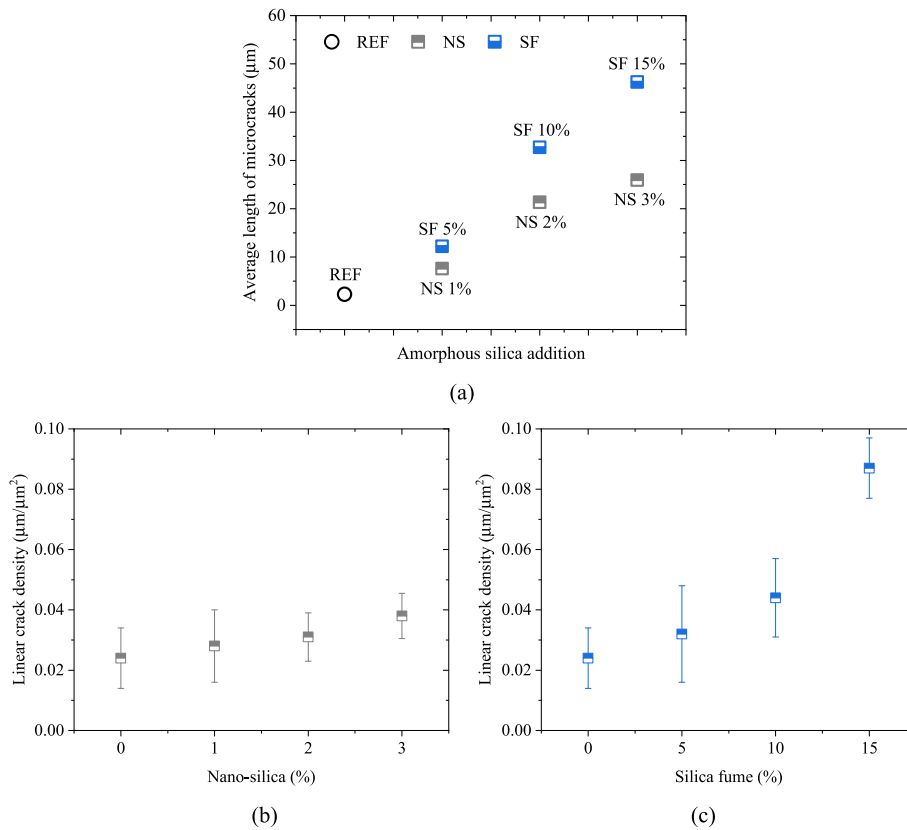 60
50
40
30
20
10
0
Average length of microcracks (µm)
REF NS SF
SF 15%
SF 10%
NS 3%
NS 2%
SF 5%
REF
NS 1%
Amorphous silica addition
(a)
0.10
0.08
0.06
0.04
0.02
0.00
Linear crack density (µm/µm²)
0 1 2 3
Nano-silica (%)
(b)
0.10
0.08
0.06
0.04
0.02
0.00
Linear crack density (µm/µm²)
0 5 10 15
Silica fume (%)
(c)